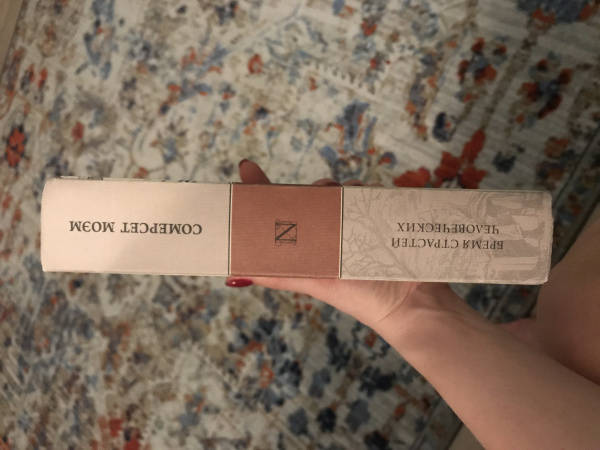 БРЕМЯ СТРАСТЕЙ
ЧЕЛОВЕЧЕСКИХ
СОМЕРСЕТ МОЭМ